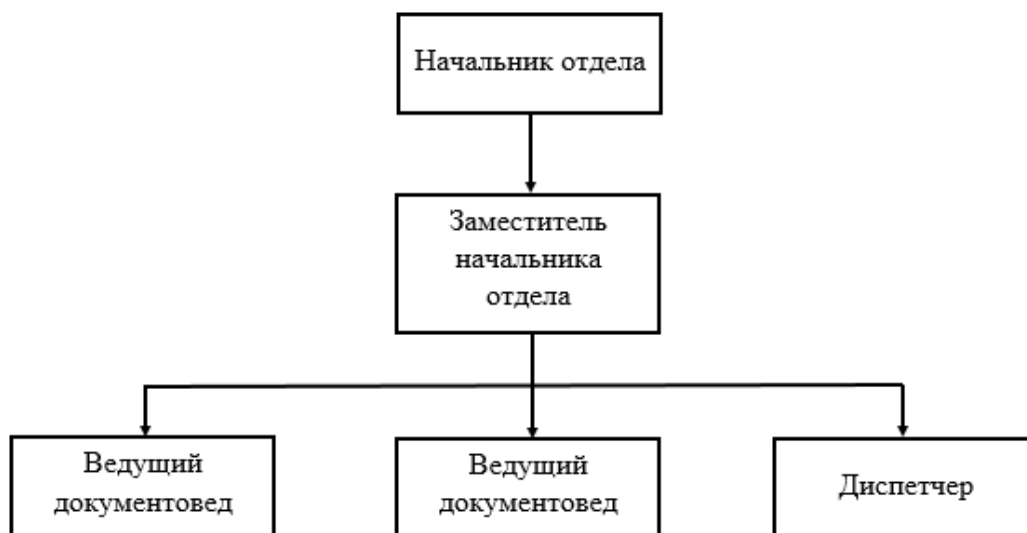 Начальник отдела
Заместитель
начальника
отдела
Ведущий
документовед
Ведущий
документовед
Диспетчер